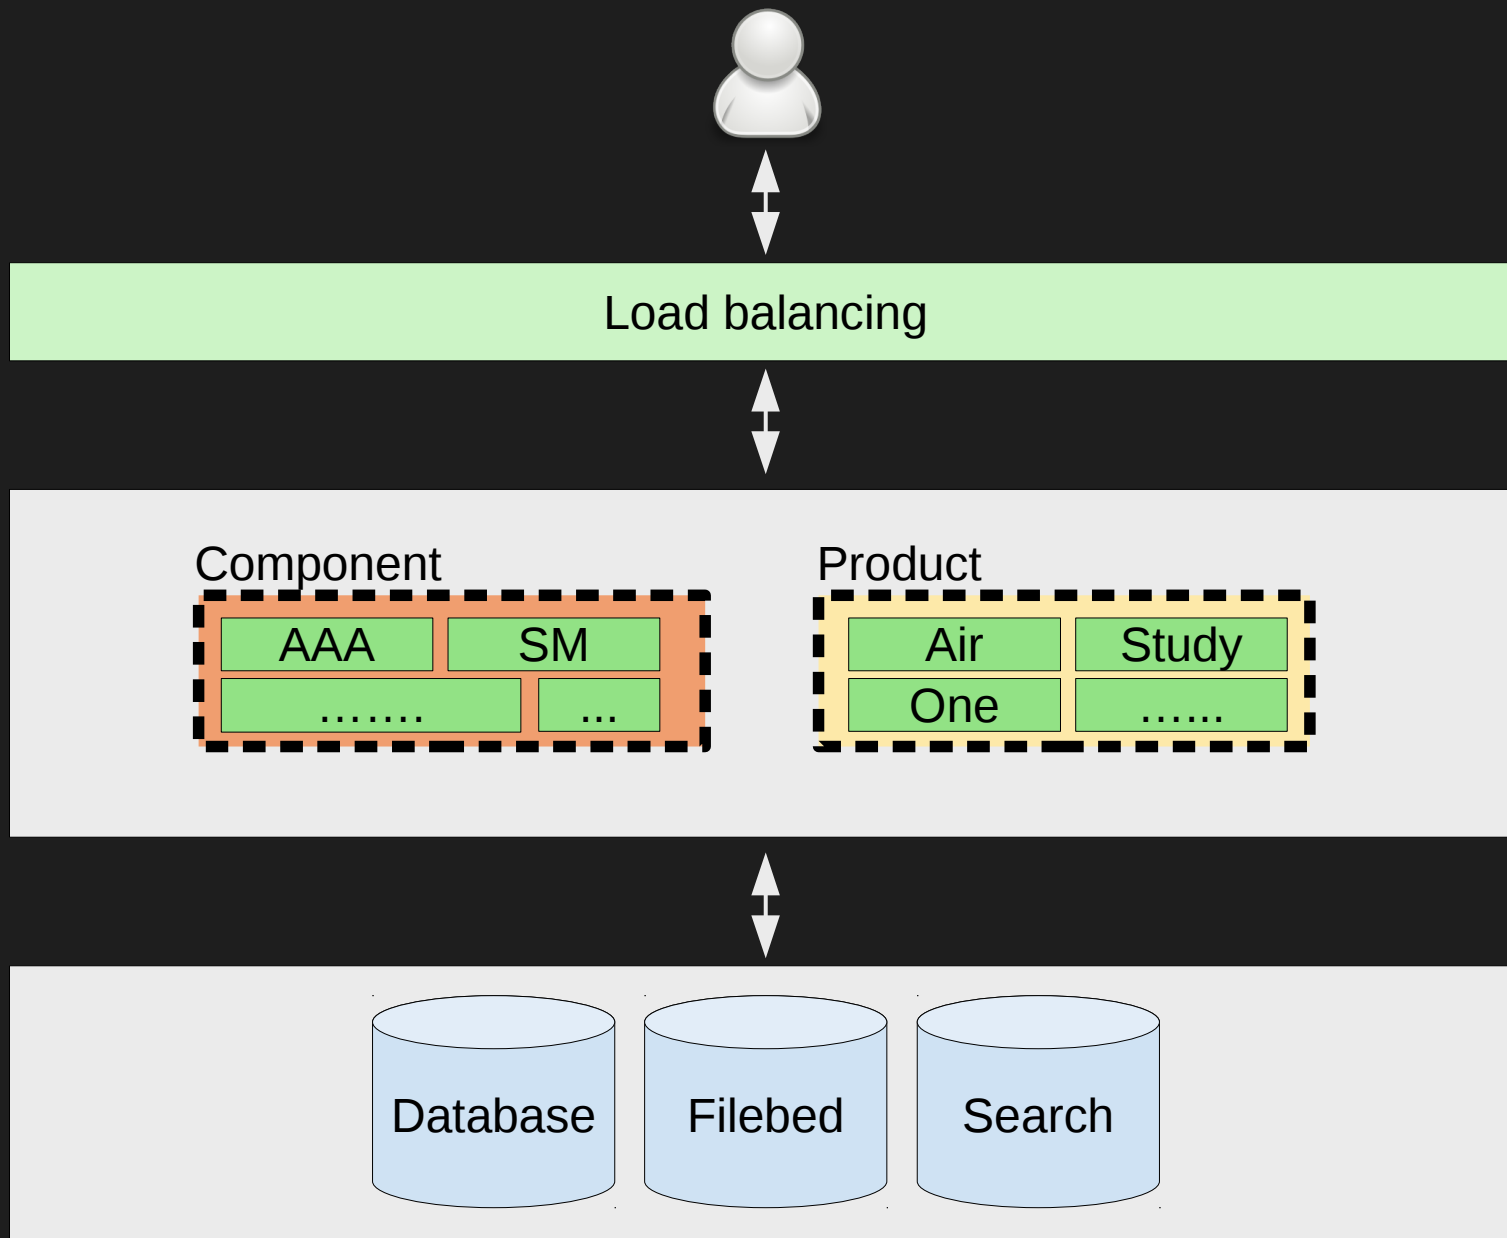 Load balancing
Component
Product
AAA
SM
…….
...
Air
Study
One
…...
Database
Filebed
Search